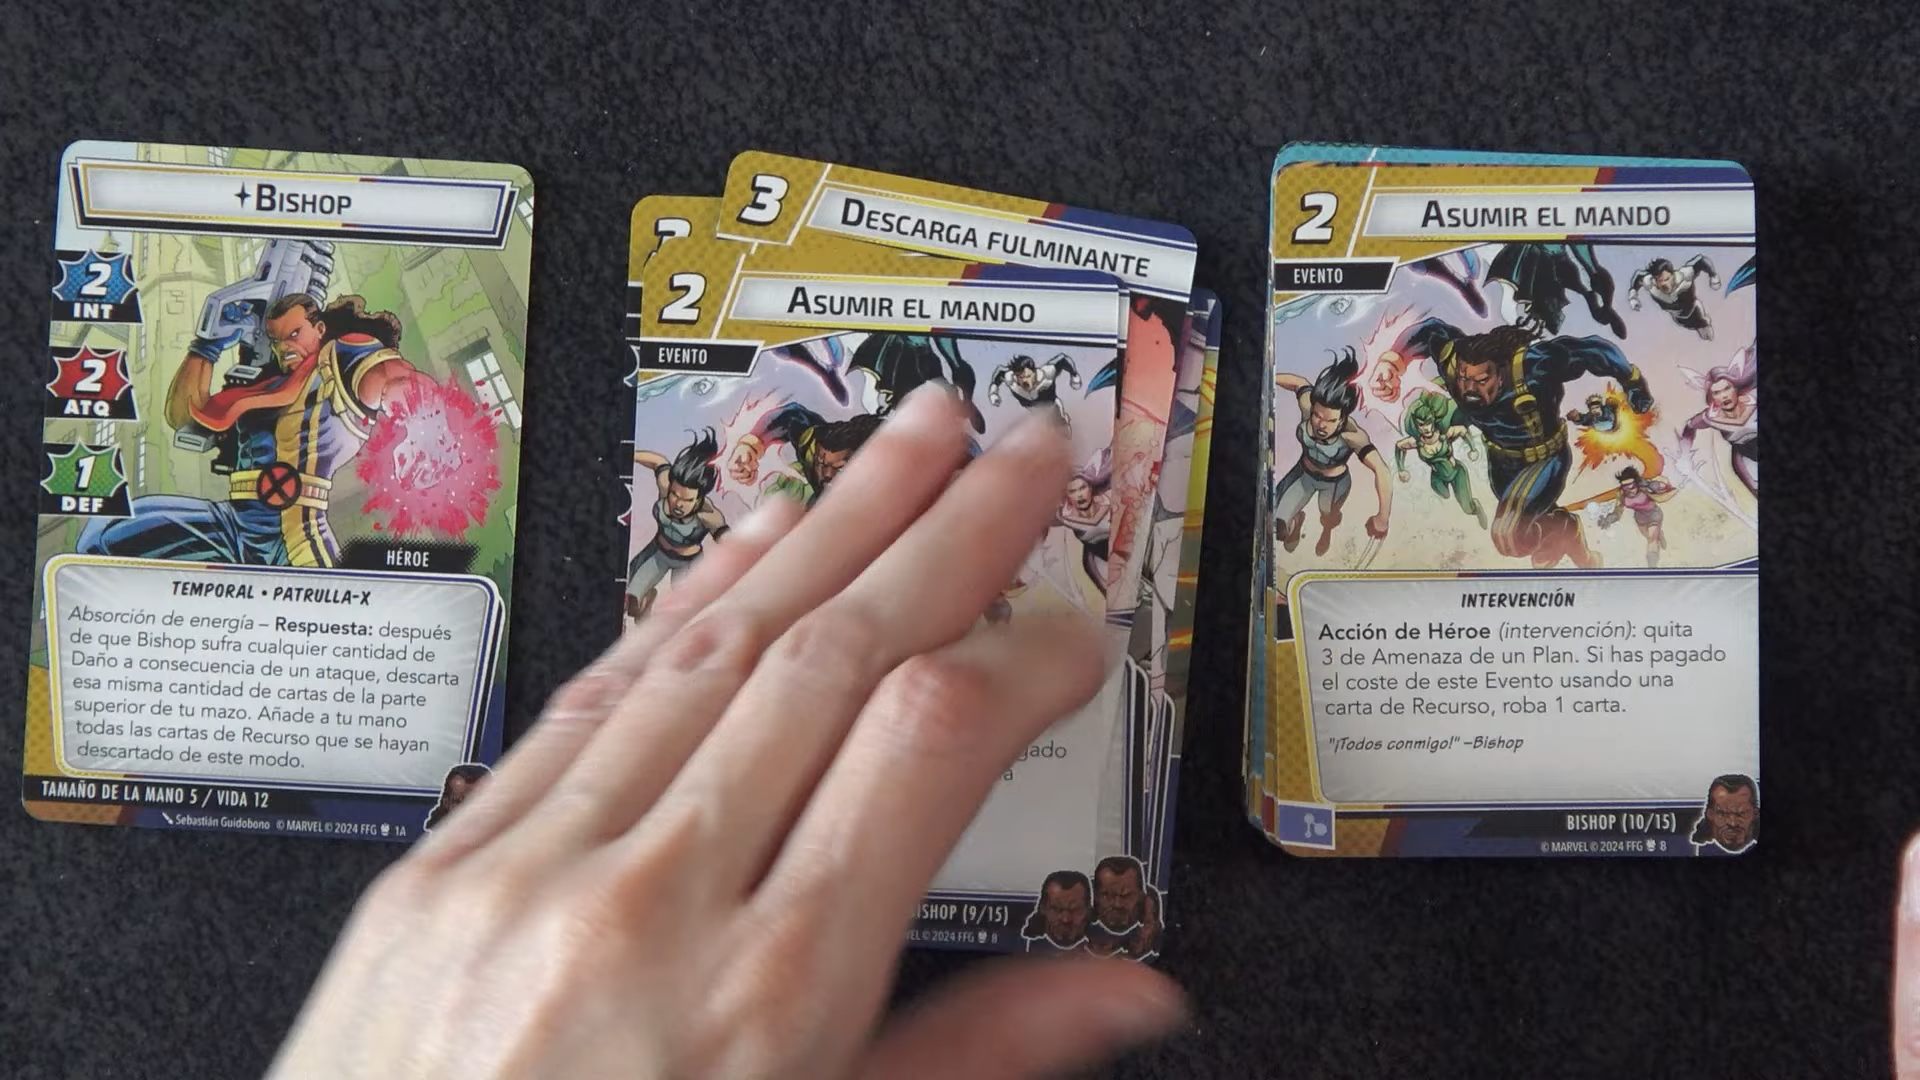 BISHOP
2
INT
2
ATQ
1
DEF
HÉROE
TEMPORAL • PATRULLA-X
Absorción de energía – Respuesta: después
de que Bishop sufra cualquier cantidad de
Daño a consecuencia de un ataque, descarta
esa misma cantidad de cartas de la parte
superior de tu mazo. Añade a tu mano
todas las cartas de Recurso que se hayan
descartado de este modo.
TAMAÑO DE LA MANO 5 / VIDA 12
Sebastián Guidobono © MARVEL © 2024 FFG 1A
3
DESCARGA FULMINANTE
2
ASUMIR EL MANDO
EVENTO
gado
a
ISHOP (9/15)
EL © 2024 FFG 8
2
ASUMIR EL MANDO
EVENTO
INTERVENCIÓN
Acción de Héroe (intervención): quita
3 de Amenaza de un Plan. Si has pagado
el coste de este Evento usando una
carta de Recurso, roba 1 carta.
"¡Todos conmigo!" –Bishop
BISHOP (10/15)
© MARVEL © 2024 FFG 8